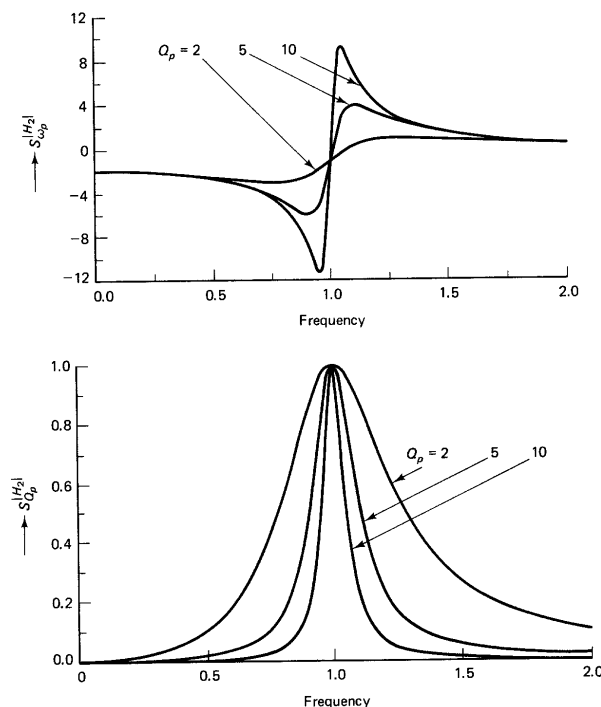 12
Q_p = 2 5 10
8
4
0
−4
−8
−12
S^{|H_2|}_{ω_p}
0.0 0.5 1.0 1.5 2.0
Frequency
1.0
0.8
0.6
0.4
0.2
0.0
S^{|H_2|}_{Q_p}
Q_p = 2 5 10
0 0.5 1.0 1.5 2.0
Frequency